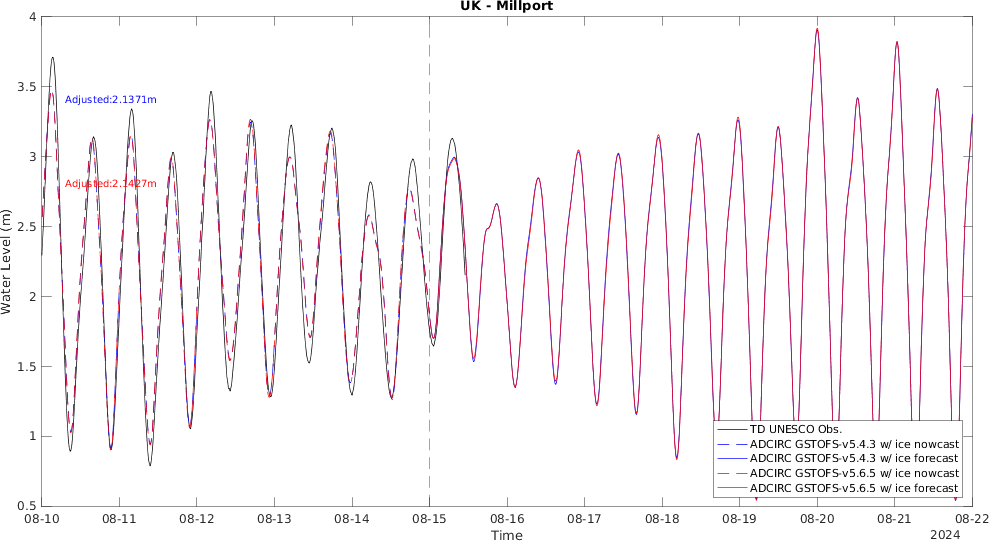 UK - Millport
4
3.5
3
2.5
2
1.5
1
0.5
Water Level (m)
Adjusted:2.1371m
Adjusted:2.1427m
TD UNESCO Obs.
ADCIRC GSTOFS-v5.4.3 w/ ice nowcast
ADCIRC GSTOFS-v5.4.3 w/ ice forecast
ADCIRC GSTOFS-v5.6.5 w/ ice nowcast
ADCIRC GSTOFS-v5.6.5 w/ ice forecast
08-10 08-11 08-12 08-13 08-14 08-15 08-16 08-17 08-18 08-19 08-20 08-21 08-22
Time
2024